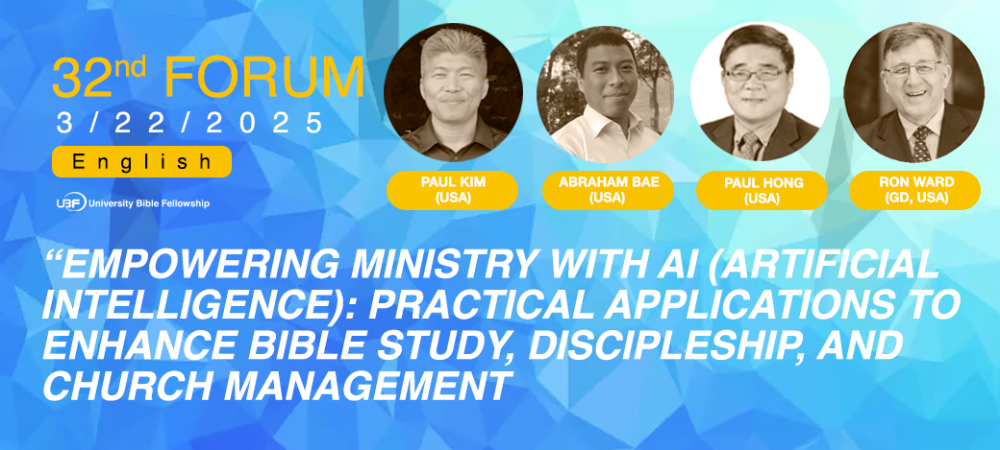 32nd FORUM
3/22/2025
English
UBF University Bible Fellowship
PAUL KIM
(USA)
ABRAHAM BAE
(USA)
PAUL HONG
(USA)
RON WARD
(GD, USA)
“EMPOWERING MINISTRY WITH AI (ARTIFICIAL
INTELLIGENCE): PRACTICAL APPLICATIONS TO
ENHANCE BIBLE STUDY, DISCIPLESHIP, AND
CHURCH MANAGEMENT